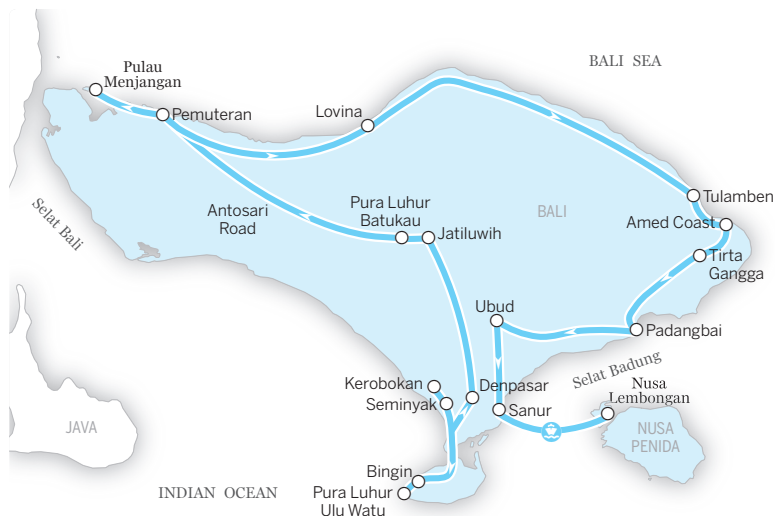 BALI SEA
Pulau
Menjangan
Pemuteran
Lovina
Tulamben
Selat Bali
Antosari
Road
Pura Luhur
Batukau
Jatiluwih
BALI
Amed Coast
Tirta
Gangga
Ubud
Padangbai
Selat Badung
Kerobokan
Seminyak
Denpasar
Sanur
Nusa
Lembongan
JAVA
NUSA
PENIDA
Bingin
INDIAN OCEAN
Pura Luhur
Ulu Watu